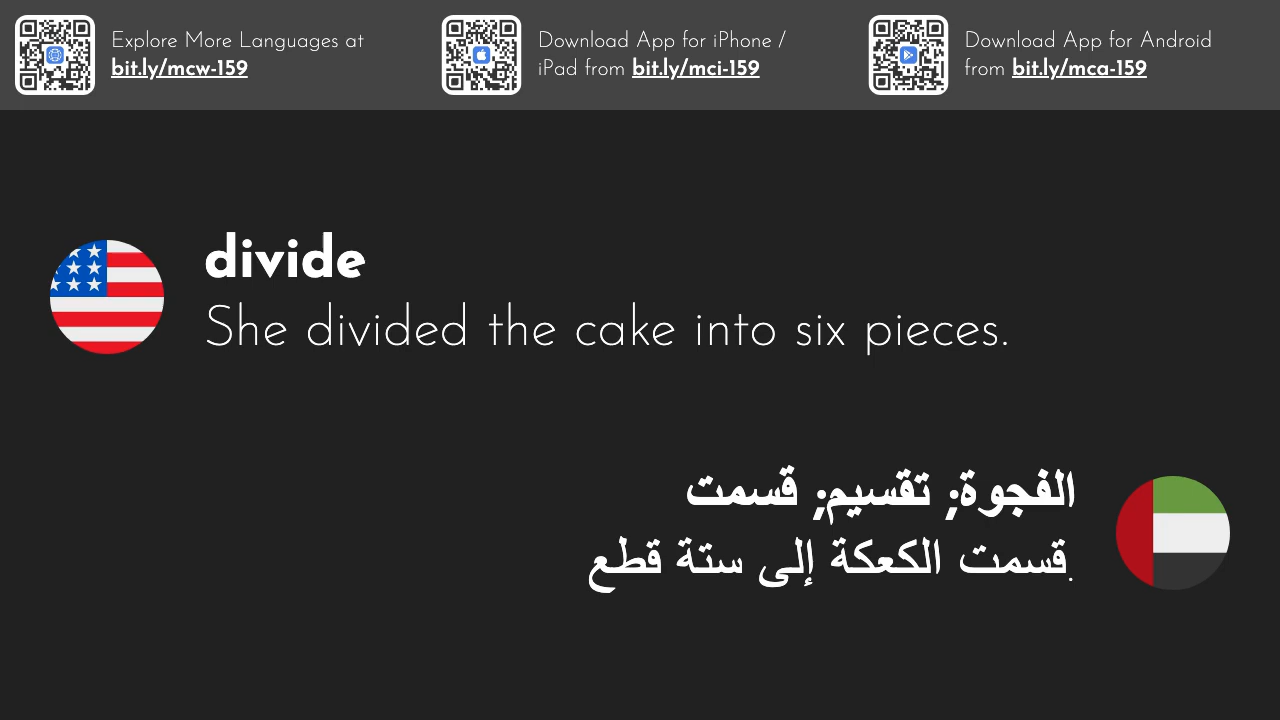 Explore More Languages at
bit.ly/mcw-159
Download App for iPhone /
iPad from bit.ly/mci-159
Download App for Android
from bit.ly/mca-159
divide
She divided the cake into six pieces.
الفجوة; تقسيم; قسمت
.قسمت الكعكة إلى ستة قطع